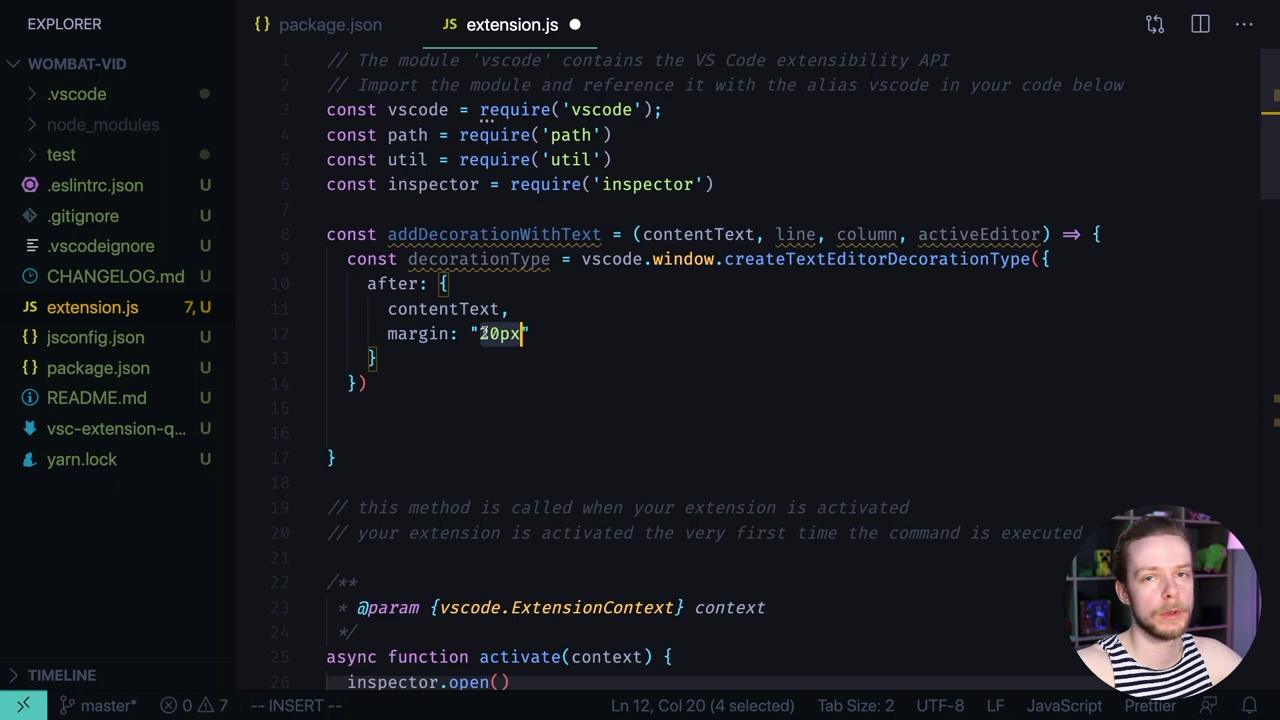 EXPLORER
{} package.json
JS extension.js
WOMBAT-VID
.vscode
node_modules
test
.eslintrc.json U
.gitignore U
.vscodeignore U
CHANGELOG.md U
JS extension.js 7, U
{} jsconfig.json U
{} package.json U
README.md U
vsc-extension-q... U
yarn.lock U
TIMELINE
1 // The module 'vscode' contains the VS Code extensibility API
2 // Import the module and reference it with the alias vscode in your code below
3 const vscode = require('vscode');
4 const path = require('path')
5 const util = require('util')
6 const inspector = require('inspector')
7
8 const addDecorationWithText = (contentText, line, column, activeEditor) => {
9 const decorationType = vscode.window.createTextEditorDecorationType({
10 after: {
11 contentText,
12 margin: "20px"
13 }
14 })
15
16
17 }
18
19 // this method is called when your extension is activated
20 // your extension is activated the very first time the command is executed
21
22 /**
23 * @param {vscode.ExtensionContext} context
24 */
25 async function activate(context) {
26 inspector.open()
master* 0 7 -- INSERT -- Ln 12, Col 20 (4 selected) Tab Size: 2 UTF-8 LF JavaScript Prettier